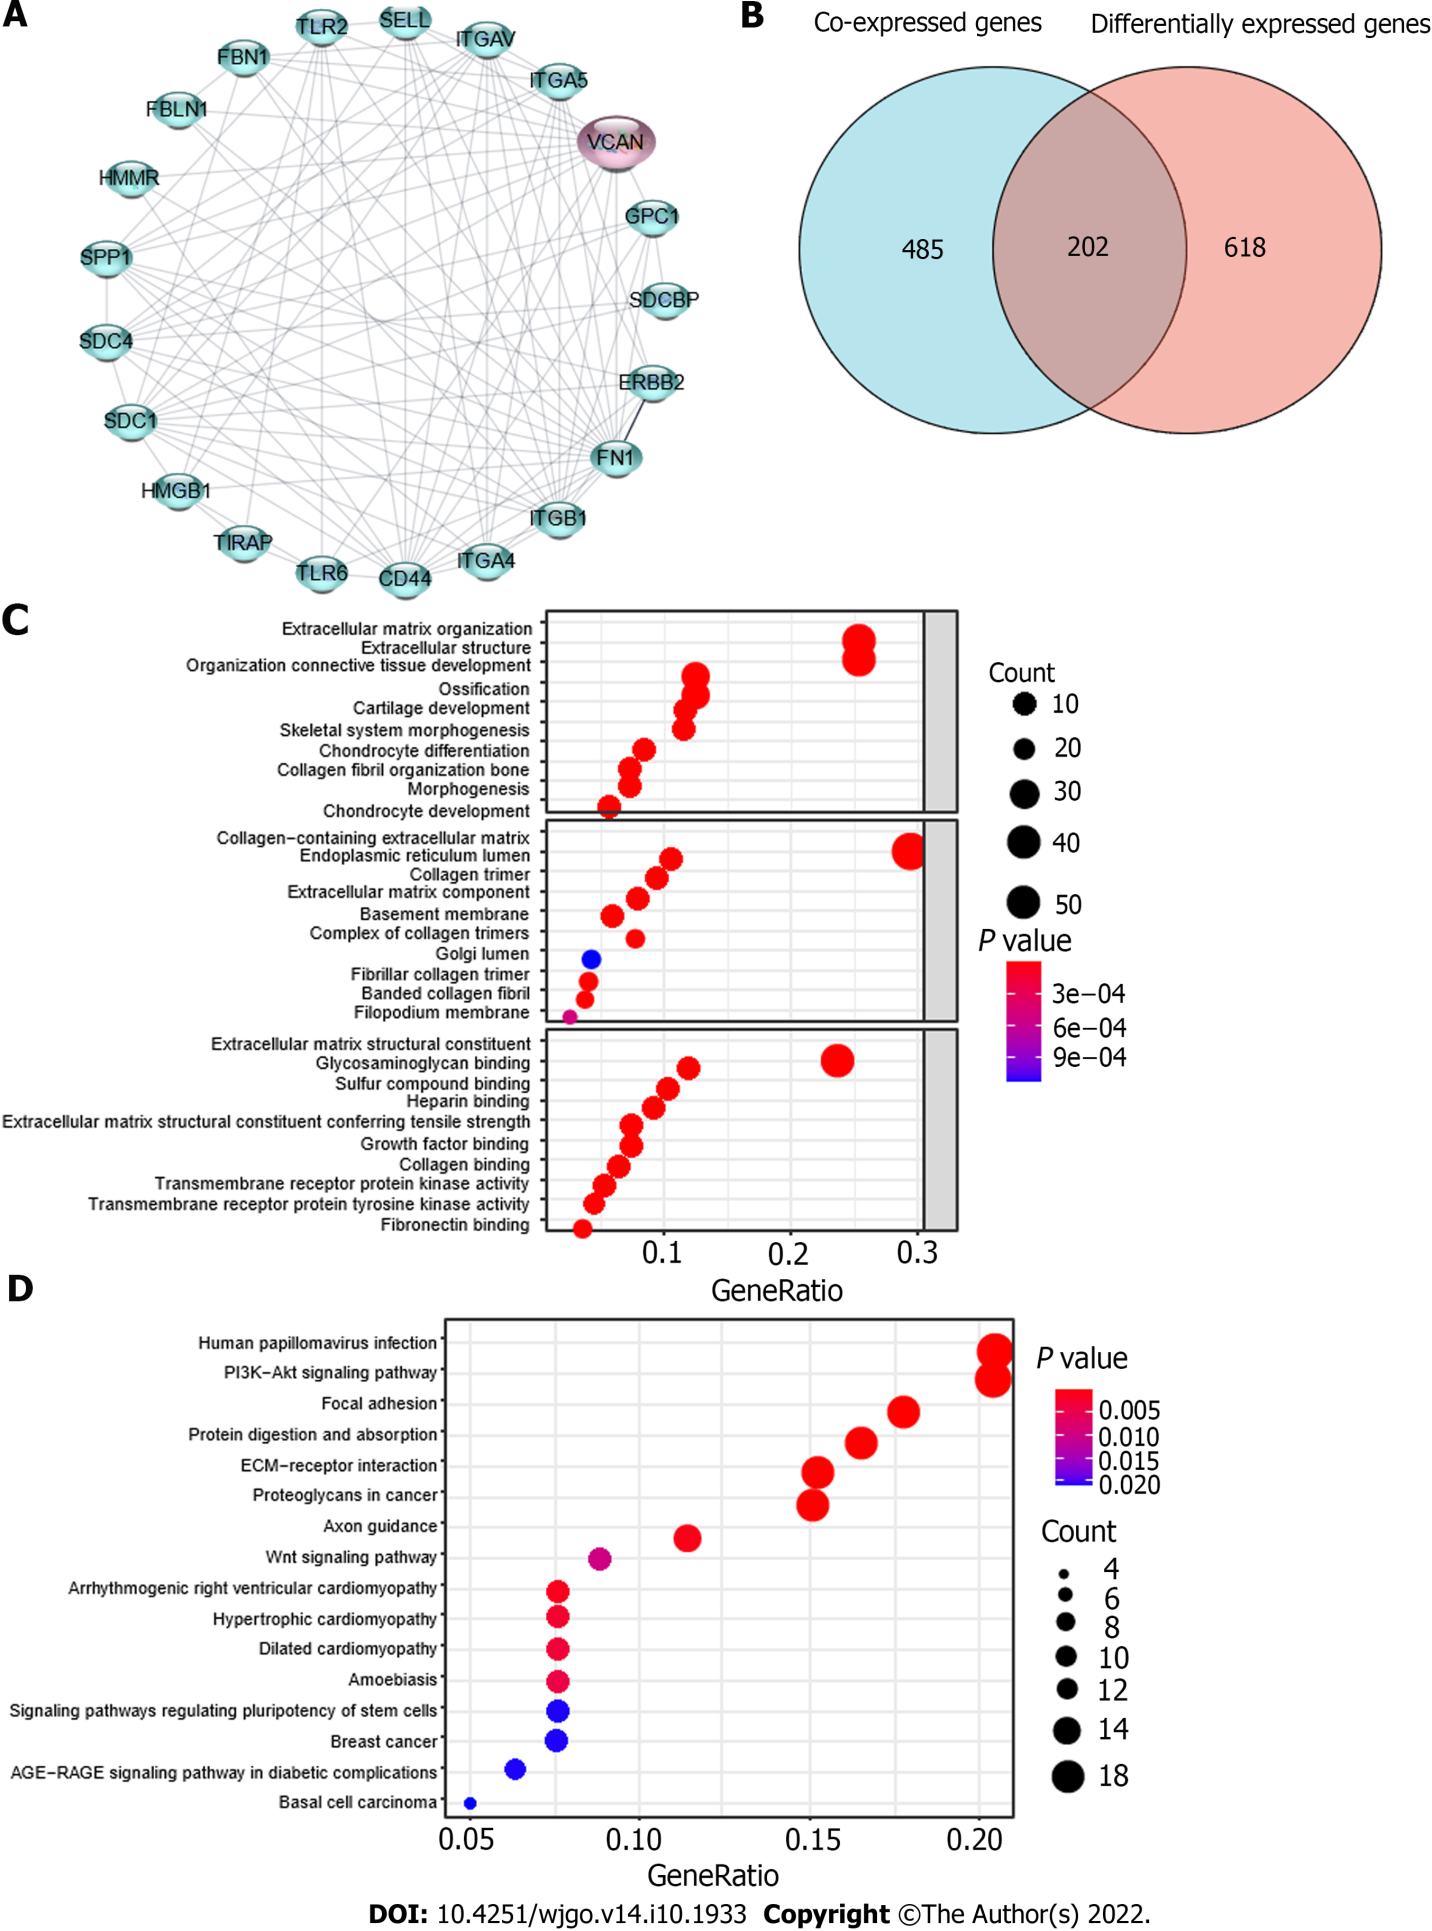 A
TLR2
SELL
ITGAV
FBN1
ITGA5
FBLN1
VCAN
HMMR
GPC1
SPP1
SDCBP
SDC4
ERBB2
SDC1
FN1
HMGB1
ITGB1
TIRAP
ITGA4
TLR6
CD44
B
Co-expressed genes
Differentially expressed genes
485
202
618
C
Extracellular matrix organization
Extracellular structure
Organization connective tissue development
Ossification
Cartilage development
Skeletal system morphogenesis
Chondrocyte differentiation
Collagen fibril organization bone
Morphogenesis
Chondrocyte development
Collagen−containing extracellular matrix
Endoplasmic reticulum lumen
Collagen trimer
Extracellular matrix component
Basement membrane
Complex of collagen trimers
Golgi lumen
Fibrillar collagen trimer
Banded collagen fibril
Filopodium membrane
Extracellular matrix structural constituent
Glycosaminoglycan binding
Sulfur compound binding
Heparin binding
Extracellular matrix structural constituent conferring tensile strength
Growth factor binding
Collagen binding
Transmembrane receptor protein kinase activity
Transmembrane receptor protein tyrosine kinase activity
Fibronectin binding
0.1 0.2 0.3
GeneRatio
Count
10
20
30
40
50
P value
3e−04
6e−04
9e−04
D
Human papillomavirus infection
PI3K−Akt signaling pathway
Focal adhesion
Protein digestion and absorption
ECM−receptor interaction
Proteoglycans in cancer
Axon guidance
Wnt signaling pathway
Arrhythmogenic right ventricular cardiomyopathy
Hypertrophic cardiomyopathy
Dilated cardiomyopathy
Amoebiasis
Signaling pathways regulating pluripotency of stem cells
Breast cancer
AGE−RAGE signaling pathway in diabetic complications
Basal cell carcinoma
0.05 0.10 0.15 0.20
GeneRatio
P value
0.005
0.010
0.015
0.020
Count
4
6
8
10
12
14
18
DOI: 10.4251/wjgo.v14.i10.1933 Copyright ©The Author(s) 2022.